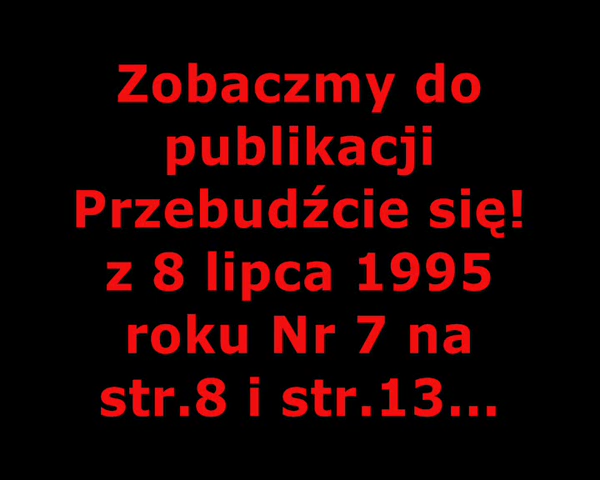 Zobaczmy do
publikacji
Przebudźcie się!
z 8 lipca 1995
roku Nr 7 na
str.8 i str.13...